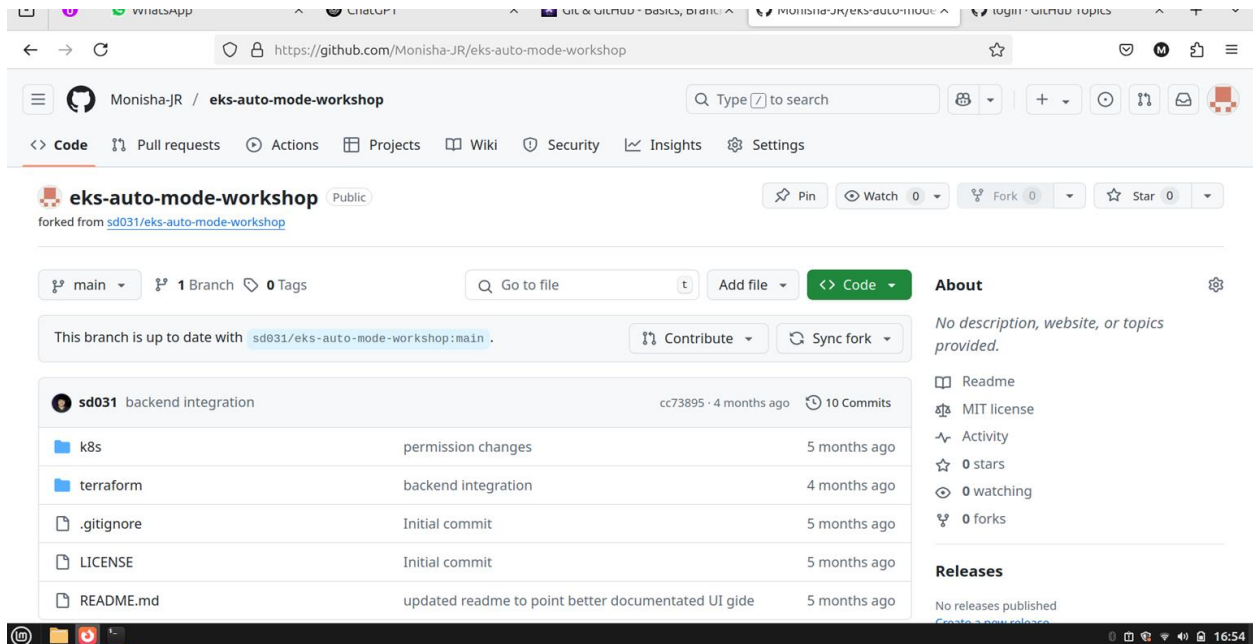 WhatsApp ChatGPT Git & GitHub - Basics, Branc Monisha-JR/eks-auto-mode login · GitHub Topics
https://github.com/Monisha-JR/eks-auto-mode-workshop
M
Monisha-JR / eks-auto-mode-workshop
Type / to search
Code Pull requests Actions Projects Wiki Security Insights Settings
eks-auto-mode-workshop Public
Pin Watch 0 Fork 0 Star 0
forked from sd031/eks-auto-mode-workshop
main 1 Branch 0 Tags Go to file t Add file Code
This branch is up to date with sd031/eks-auto-mode-workshop:main .
Contribute Sync fork
sd031 backend integration cc73895 · 4 months ago 10 Commits
k8s permission changes 5 months ago
terraform backend integration 4 months ago
.gitignore Initial commit 5 months ago
LICENSE Initial commit 5 months ago
README.md updated readme to point better documentated UI gide 5 months ago
About
No description, website, or topics
provided.
Readme
MIT license
Activity
0 stars
0 watching
0 forks
Releases
No releases published
Create a new release
16:54